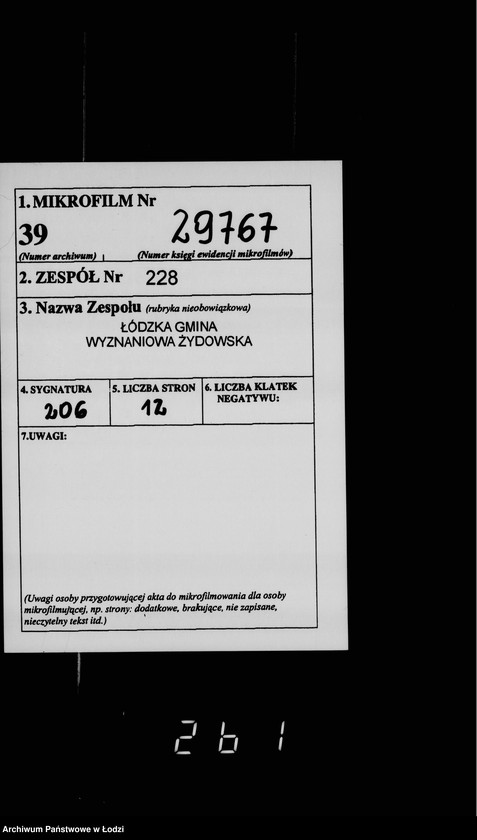 1. MIKROFILM Nr
39 29767
(Numer archiwum) (Numer księgi ewidencji mikrofilmów)
2. ZESPÓŁ Nr 228
3. Nazwa Zespołu (rubryka nieobowiązkowa)
ŁÓDZKA GMINA
WYZNANIOWA ŻYDOWSKA
4. SYGNATURA 5. LICZBA STRON 6. LICZBA KLATEK
NEGATYWU:
206 12
7.UWAGI:
(Uwagi osoby przygotowującej akta do mikrofilmowania dla osoby
mikrofilmującej, np. strony: dodatkowe, brakujące, nie zapisane,
nieczytelny tekst itd.)
261
Archiwum Państwowe w Łodzi